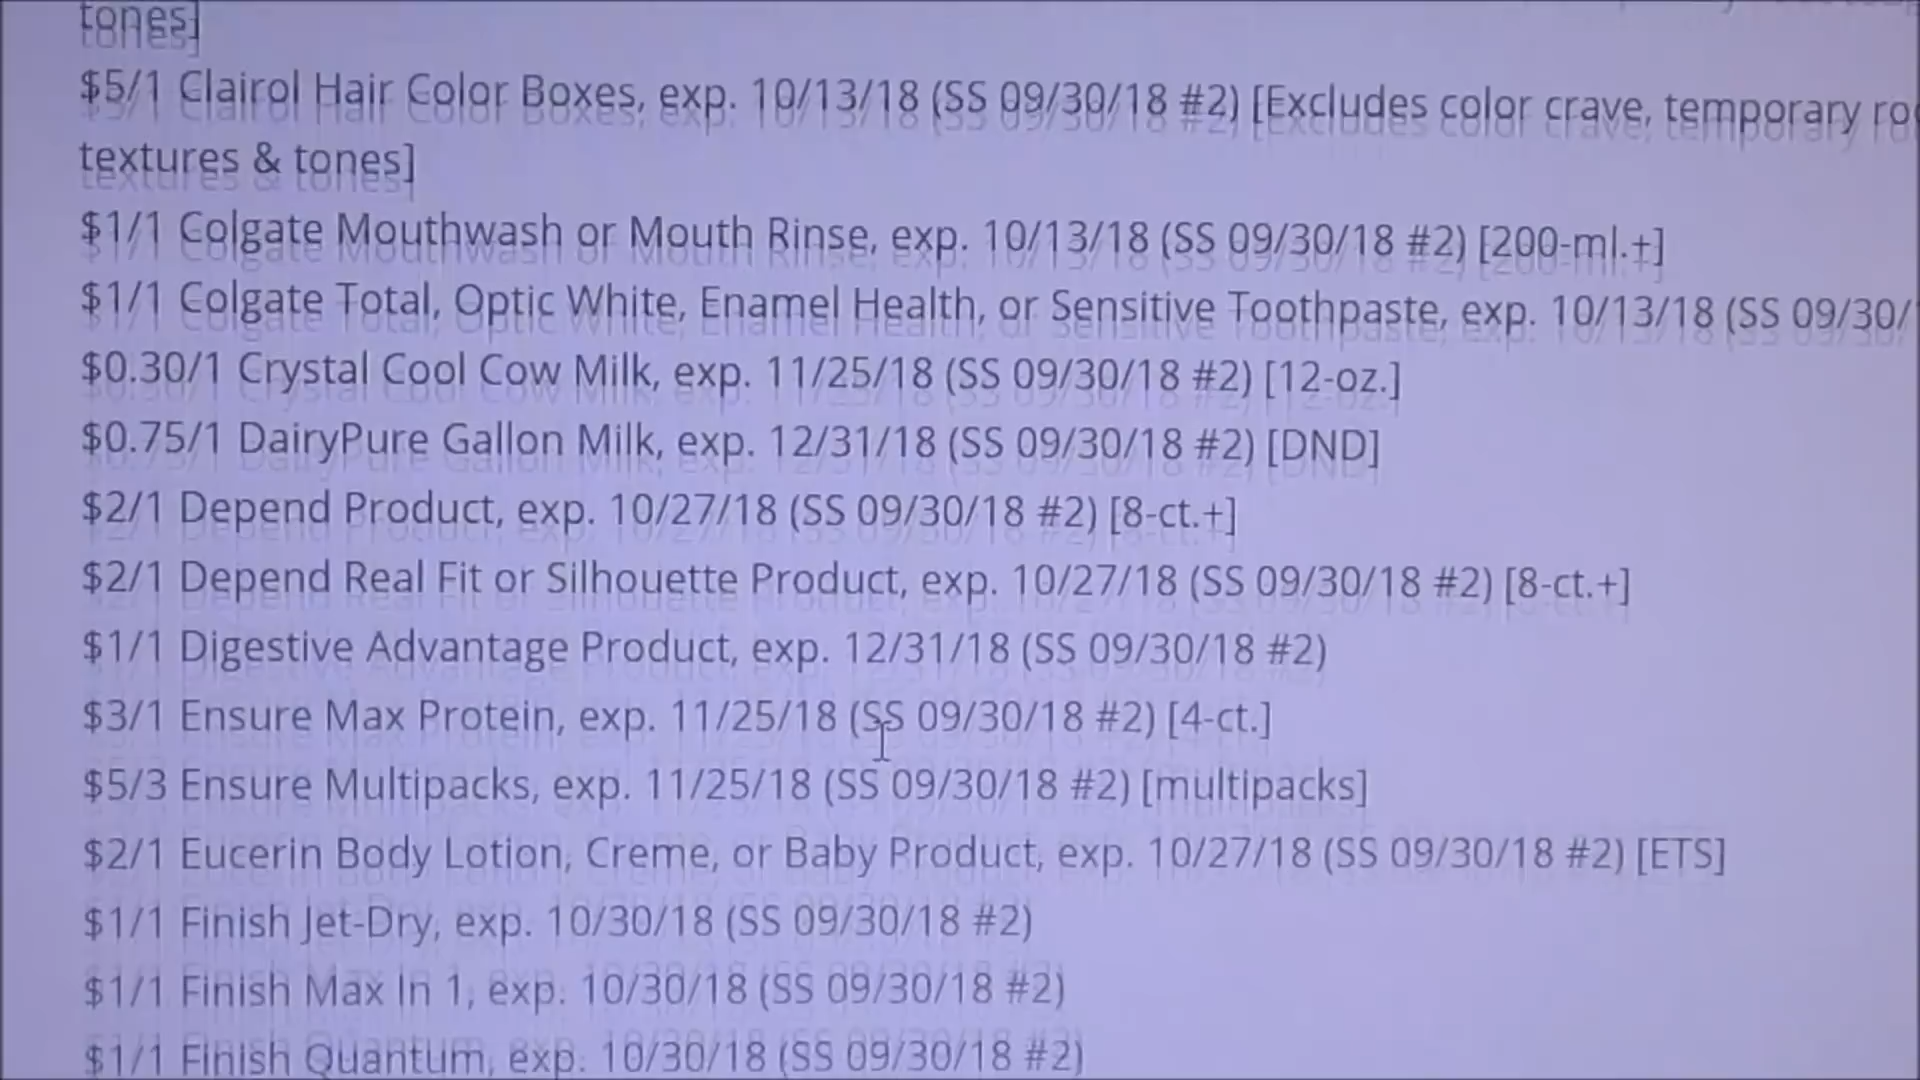 tones]
$5/1 Clairol Hair Color Boxes, exp. 10/13/18 (SS 09/30/18 #2) [Excludes color crave, temporary
textures & tones]
$1/1 Colgate Mouthwash or Mouth Rinse, exp. 10/13/18 (SS 09/30/18 #2) [200-ml.+]
$1/1 Colgate Total, Optic White, Enamel Health, or Sensitive Toothpaste, exp. 10/13/18 (SS 09/30/
$0.30/1 Crystal Cool Cow Milk, exp. 11/25/18 (SS 09/30/18 #2) [12-oz.]
$0.75/1 DairyPure Gallon Milk, exp. 12/31/18 (SS 09/30/18 #2) [DND]
$2/1 Depend Product, exp. 10/27/18 (SS 09/30/18 #2) [8-ct.+]
$2/1 Depend Real Fit or Silhouette Product, exp. 10/27/18 (SS 09/30/18 #2) [8-ct.+]
$1/1 Digestive Advantage Product, exp. 12/31/18 (SS 09/30/18 #2)
$3/1 Ensure Max Protein, exp. 11/25/18 (SS 09/30/18 #2) [4-ct.]
$5/3 Ensure Multipacks, exp. 11/25/18 (SS 09/30/18 #2) [multipacks]
$2/1 Eucerin Body Lotion, Creme, or Baby Product, exp. 10/27/18 (SS 09/30/18 #2) [ETS]
$1/1 Finish Jet-Dry, exp. 10/30/18 (SS 09/30/18 #2)
$1/1 Finish Max In 1, exp. 10/30/18 (SS 09/30/18 #2)
$1/1 Finish Quantum, exp. 10/30/18 (SS 09/30/18 #2)